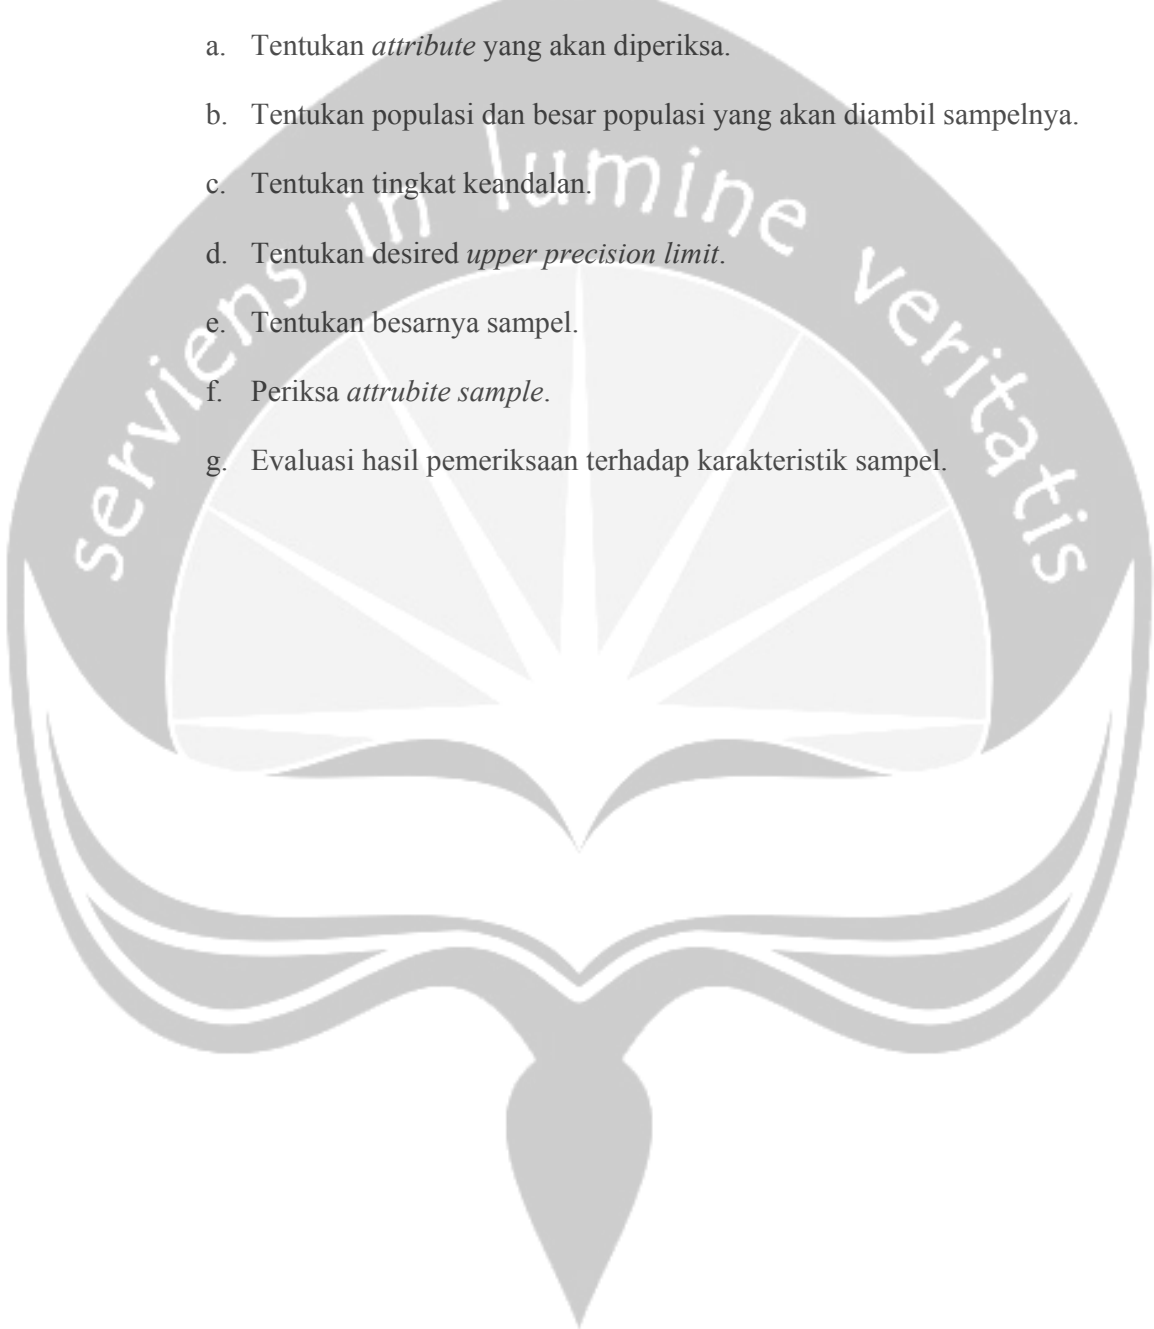 a. Tentukan attribute yang akan diperiksa.
b. Tentukan populasi dan besar populasi yang akan diambil sampelnya.
c. Tentukan tingkat keandalan.
d. Tentukan desired upper precision limit.
e. Tentukan besarnya sampel.
f. Periksa attrubite sample.
g. Evaluasi hasil pemeriksaan terhadap karakteristik sampel.
serviens in lumine veritatis